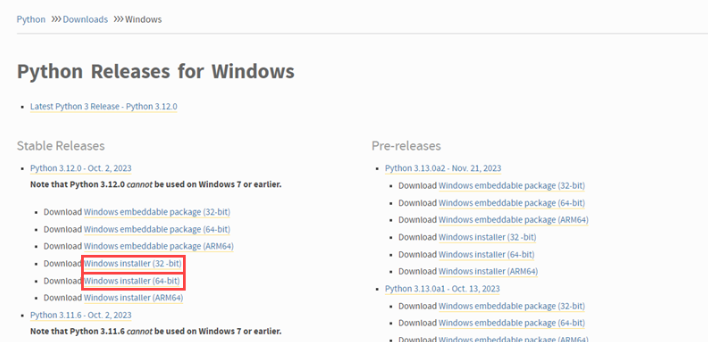 Python >>> Downloads >>> Windows
Python Releases for Windows
Latest Python 3 Release - Python 3.12.0
Stable Releases
Python 3.12.0 - Oct. 2, 2023
Note that Python 3.12.0 cannot be used on Windows 7 or earlier.
Download Windows embeddable package (32-bit)
Download Windows embeddable package (64-bit)
Download Windows embeddable package (ARM64)
Download Windows installer (32 -bit)
Download Windows installer (64-bit)
Download Windows installer (ARM64)
Python 3.11.6 - Oct. 2, 2023
Note that Python 3.11.6 cannot be used on Windows 7 or earlier.
Pre-releases
Python 3.13.0a2 - Nov. 21, 2023
Download Windows embeddable package (32-bit)
Download Windows embeddable package (64-bit)
Download Windows embeddable package (ARM64)
Download Windows installer (32 -bit)
Download Windows installer (64-bit)
Download Windows installer (ARM64)
Python 3.13.0a1 - Oct. 13, 2023
Download Windows embeddable package (32-bit)
Download Windows embeddable package (64-bit)
Download Windows embeddable package (ARM64)